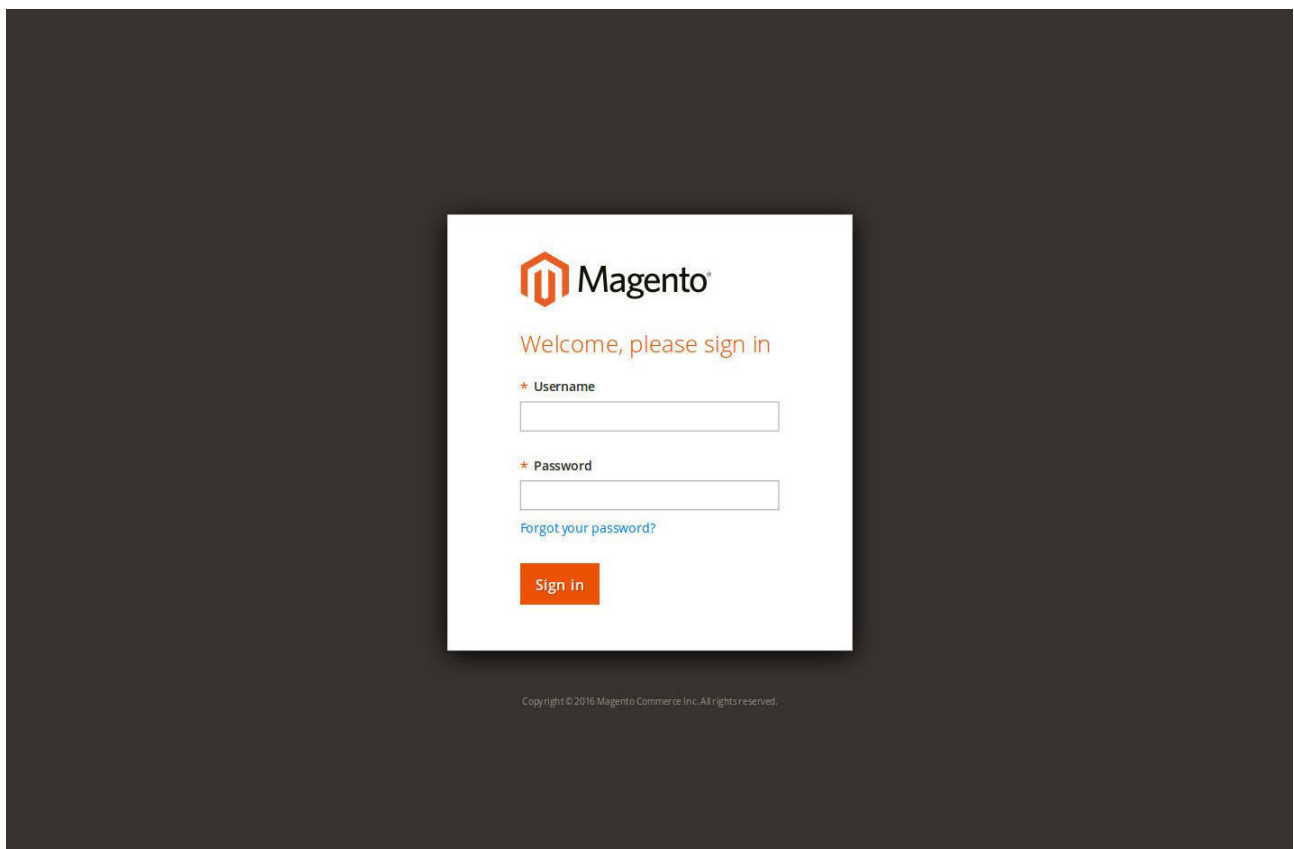 Magento®
Welcome, please sign in
* Username
* Password
Forgot your password?
Sign in
Copyright © 2016 Magento Commerce Inc. All rights reserved.